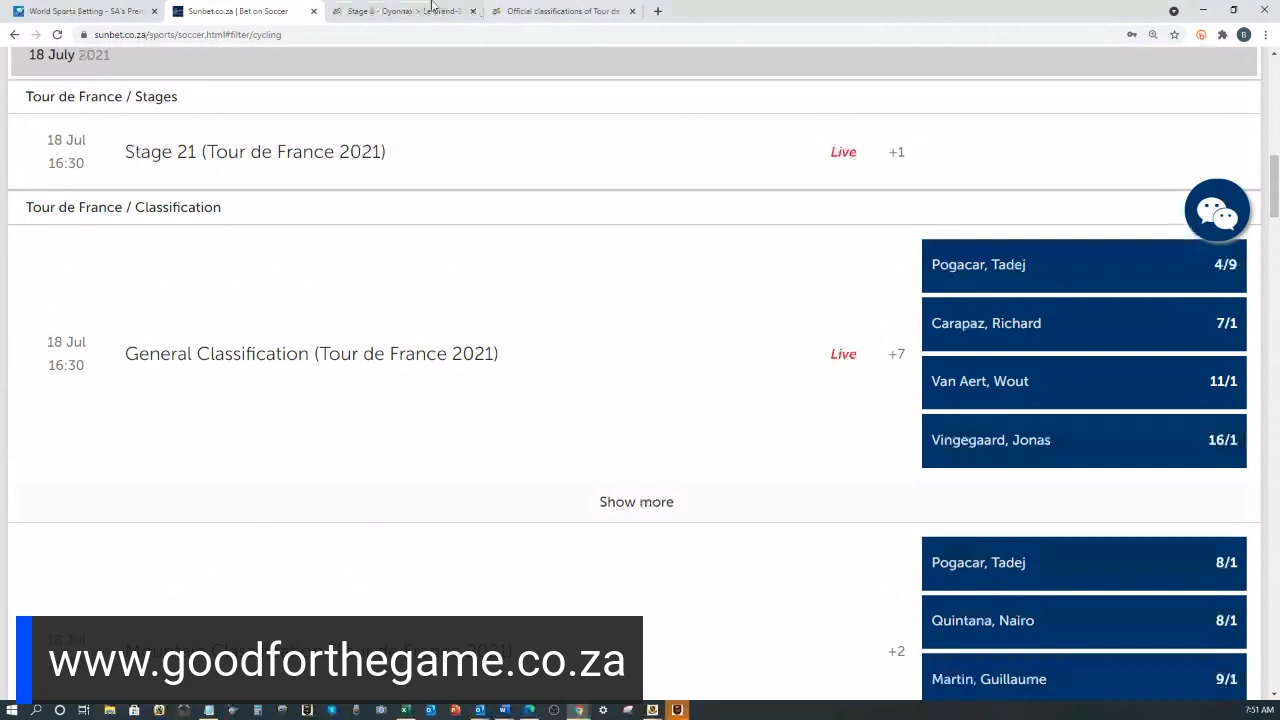 World Sports Betting - SA's Prem
Sunbet.co.za | Bet on Soccer
Official classifications of Tour de
sunbet.co.za/sports/soccer.html#filter/cycling
18 July 2021
Tour de France / Stages
18 Jul
16:30
Stage 21 (Tour de France 2021)
Live
+1
Tour de France / Classification
18 Jul
16:30
General Classification (Tour de France 2021)
Live
+7
Pogacar, Tadej 4/9
Carapaz, Richard 7/1
Van Aert, Wout 11/1
Vingegaard, Jonas 16/1
Show more
18 Jul
+2
Pogacar, Tadej 8/1
Quintana, Nairo 8/1
Martin, Guillaume 9/1
www.goodforthegame.co.za
7:51 AM